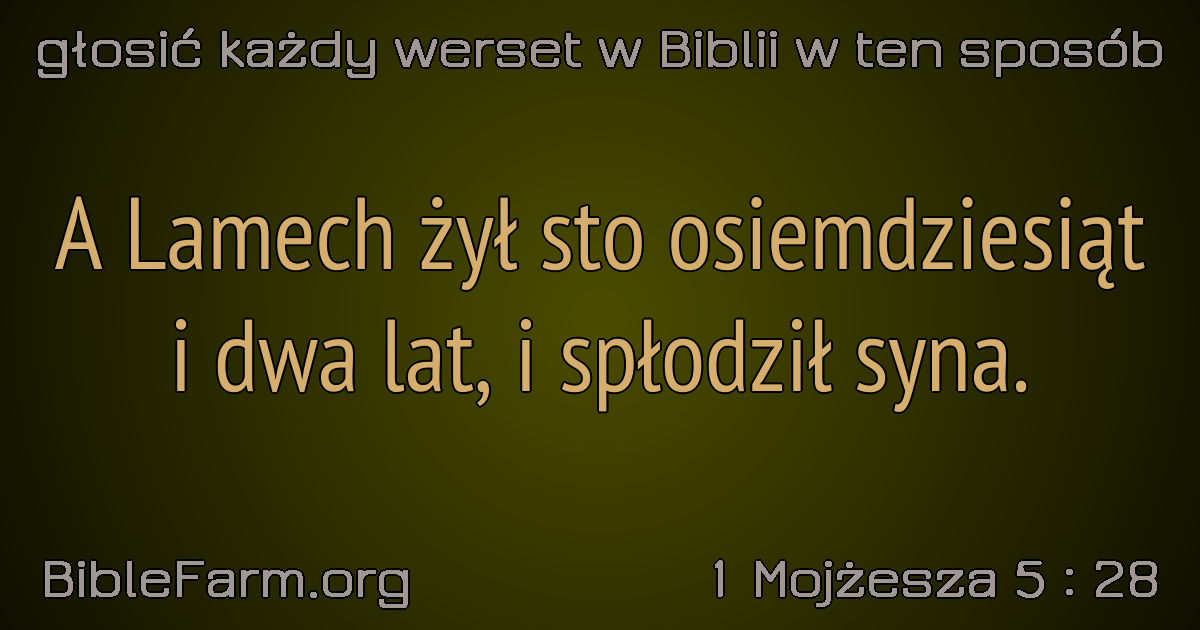 głosić każdy werset w Biblii w ten sposób
A Lamech żył sto osiemdziesiąt
i dwa lat, i spłodził syna.
BibleFarm.org
1 Mojżesza 5 : 28